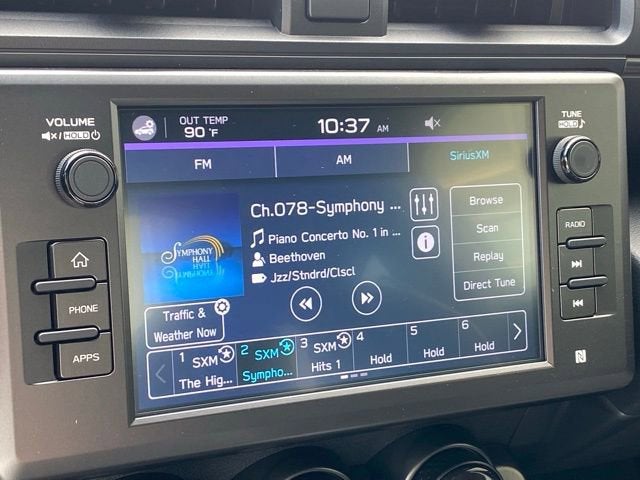 VOLUME
HOLD
OUT TEMP
90 °F
10:37 AM
TUNE
HOLD
FM
AM
SiriusXM
SYMPHONY
HALL
Ch.078-Symphony ...
Piano Concerto No. 1 in ...
Beethoven
Jzz/Stndrd/Clscl
Browse
Scan
Replay
Direct Tune
Traffic &
Weather Now
1 SXM
The Hig...
2 SXM
Sympho...
3 SXM
Hits 1
4
Hold
5
Hold
6
Hold
PHONE
APPS
RADIO